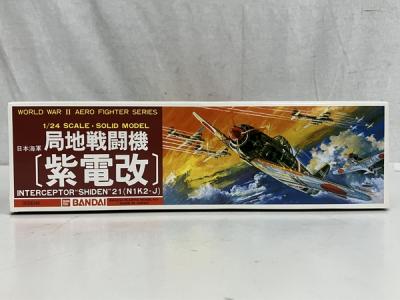 WORLD WAR II AERO FIGHTER SERIES
1/24 SCALE・SOLID MODEL
日本海軍 局地戦闘機
〔紫電改〕
INTERCEPTOR "SHIDEN" 21 (N1K2-J)
BANDAI